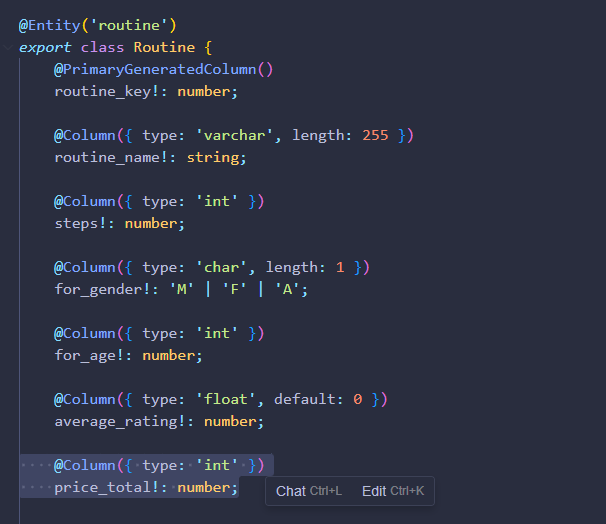 @Entity('routine')
export class Routine {
@PrimaryGeneratedColumn()
routine_key!: number;
@Column({ type: 'varchar', length: 255 })
routine_name!: string;
@Column({ type: 'int' })
steps!: number;
@Column({ type: 'char', length: 1 })
for_gender!: 'M' | 'F' | 'A';
@Column({ type: 'int' })
for_age!: number;
@Column({ type: 'float', default: 0 })
average_rating!: number;
@Column({ type: 'int' })
price_total!: number;
Chat Ctrl+L Edit Ctrl+K